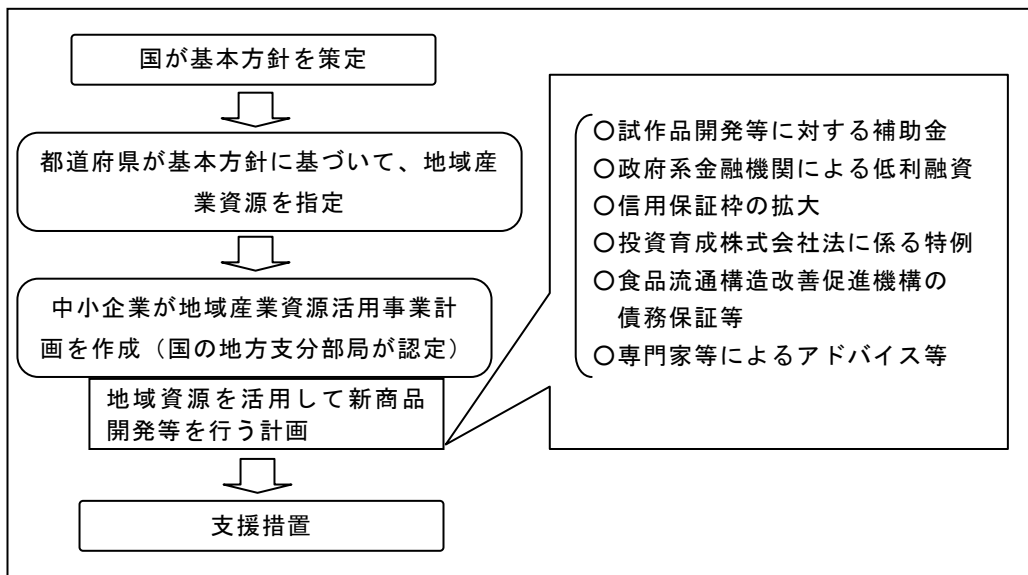 国が基本方針を策定
都道府県が基本方針に基づいて、地域産
業資源を指定
中小企業が地域産業資源活用事業計
画を作成（国の地方支分部局が認定）
地域資源を活用して新商品
開発等を行う計画
支援措置
○試作品開発等に対する補助金
○政府系金融機関による低利融資
○信用保証枠の拡大
○投資育成株式会社法に係る特例
○食品流通構造改善促進機構の
債務保証等
○専門家等によるアドバイス等